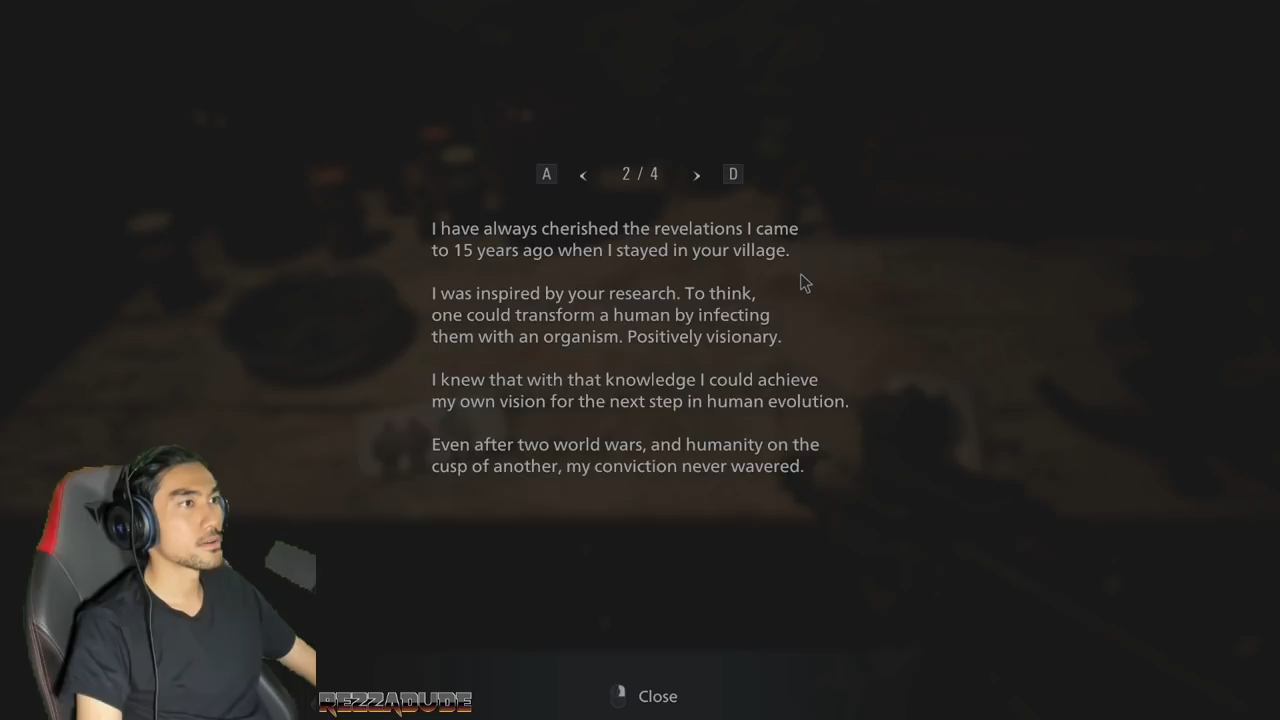 A < 2 / 4 > D
I have always cherished the revelations I came
to 15 years ago when I stayed in your village.
I was inspired by your research. To think,
one could transform a human by infecting
them with an organism. Positively visionary.
I knew that with that knowledge I could achieve
my own vision for the next step in human evolution.
Even after two world wars, and humanity on the
cusp of another, my conviction never wavered.
Close
REZZADUDE